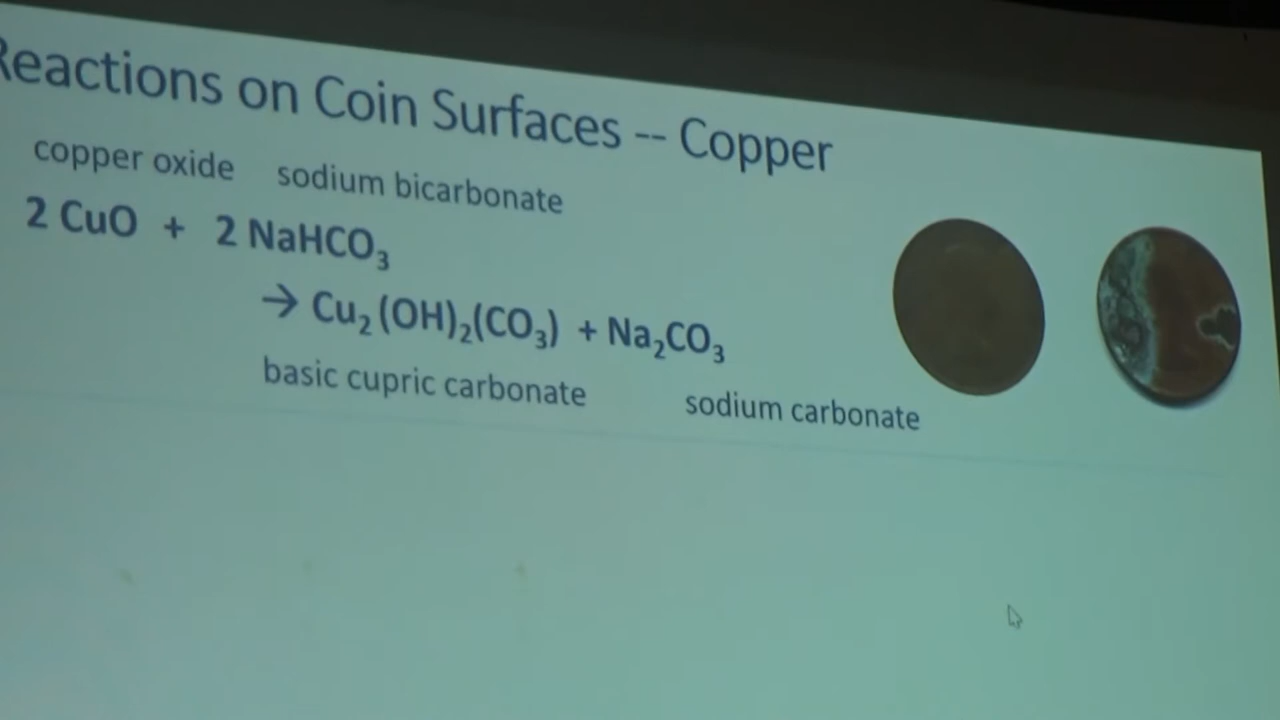 Reactions on Coin Surfaces -- Copper
copper oxide sodium bicarbonate
2 CuO + 2 NaHCO₃
→ Cu₂(OH)₂(CO₃) + Na₂CO₃
basic cupric carbonate sodium carbonate